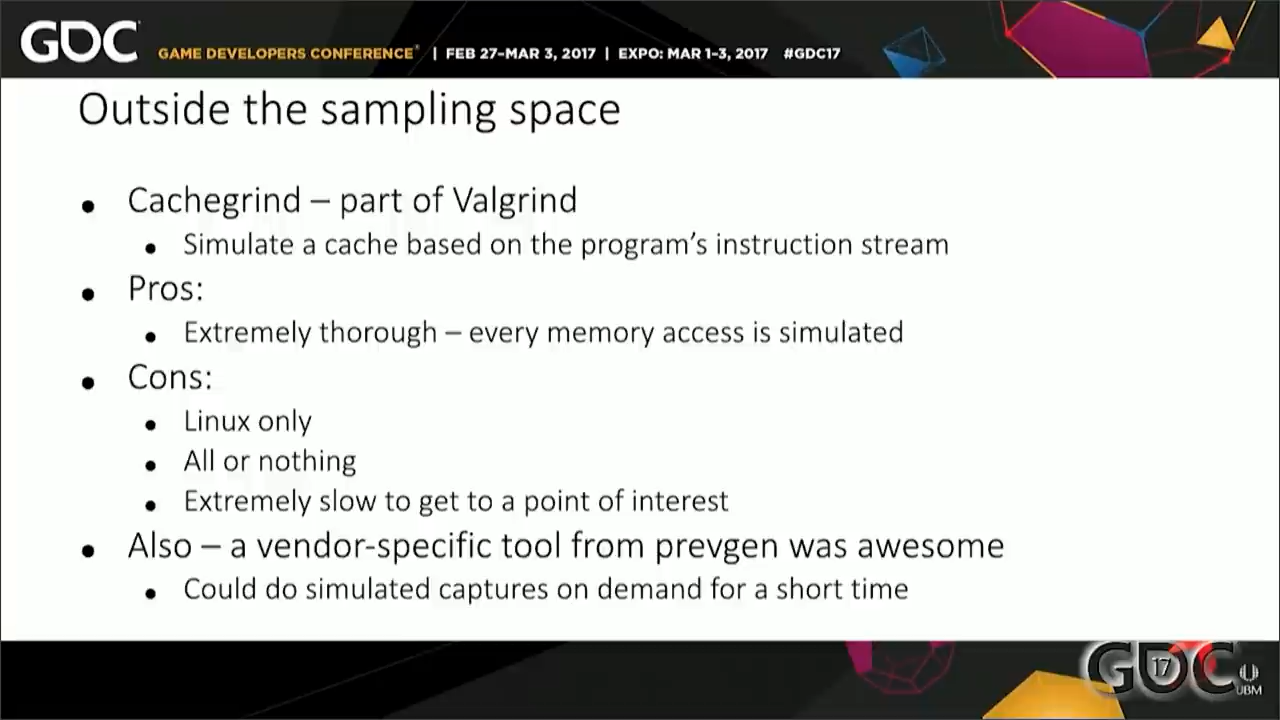 GDC GAME DEVELOPERS CONFERENCE® | FEB 27–MAR 3, 2017 | EXPO: MAR 1–3, 2017 #GDC17
Outside the sampling space
• Cachegrind – part of Valgrind
• Simulate a cache based on the program’s instruction stream
• Pros:
• Extremely thorough – every memory access is simulated
• Cons:
• Linux only
• All or nothing
• Extremely slow to get to a point of interest
• Also – a vendor-specific tool from prevgen was awesome
• Could do simulated captures on demand for a short time
GDC 17 UBM